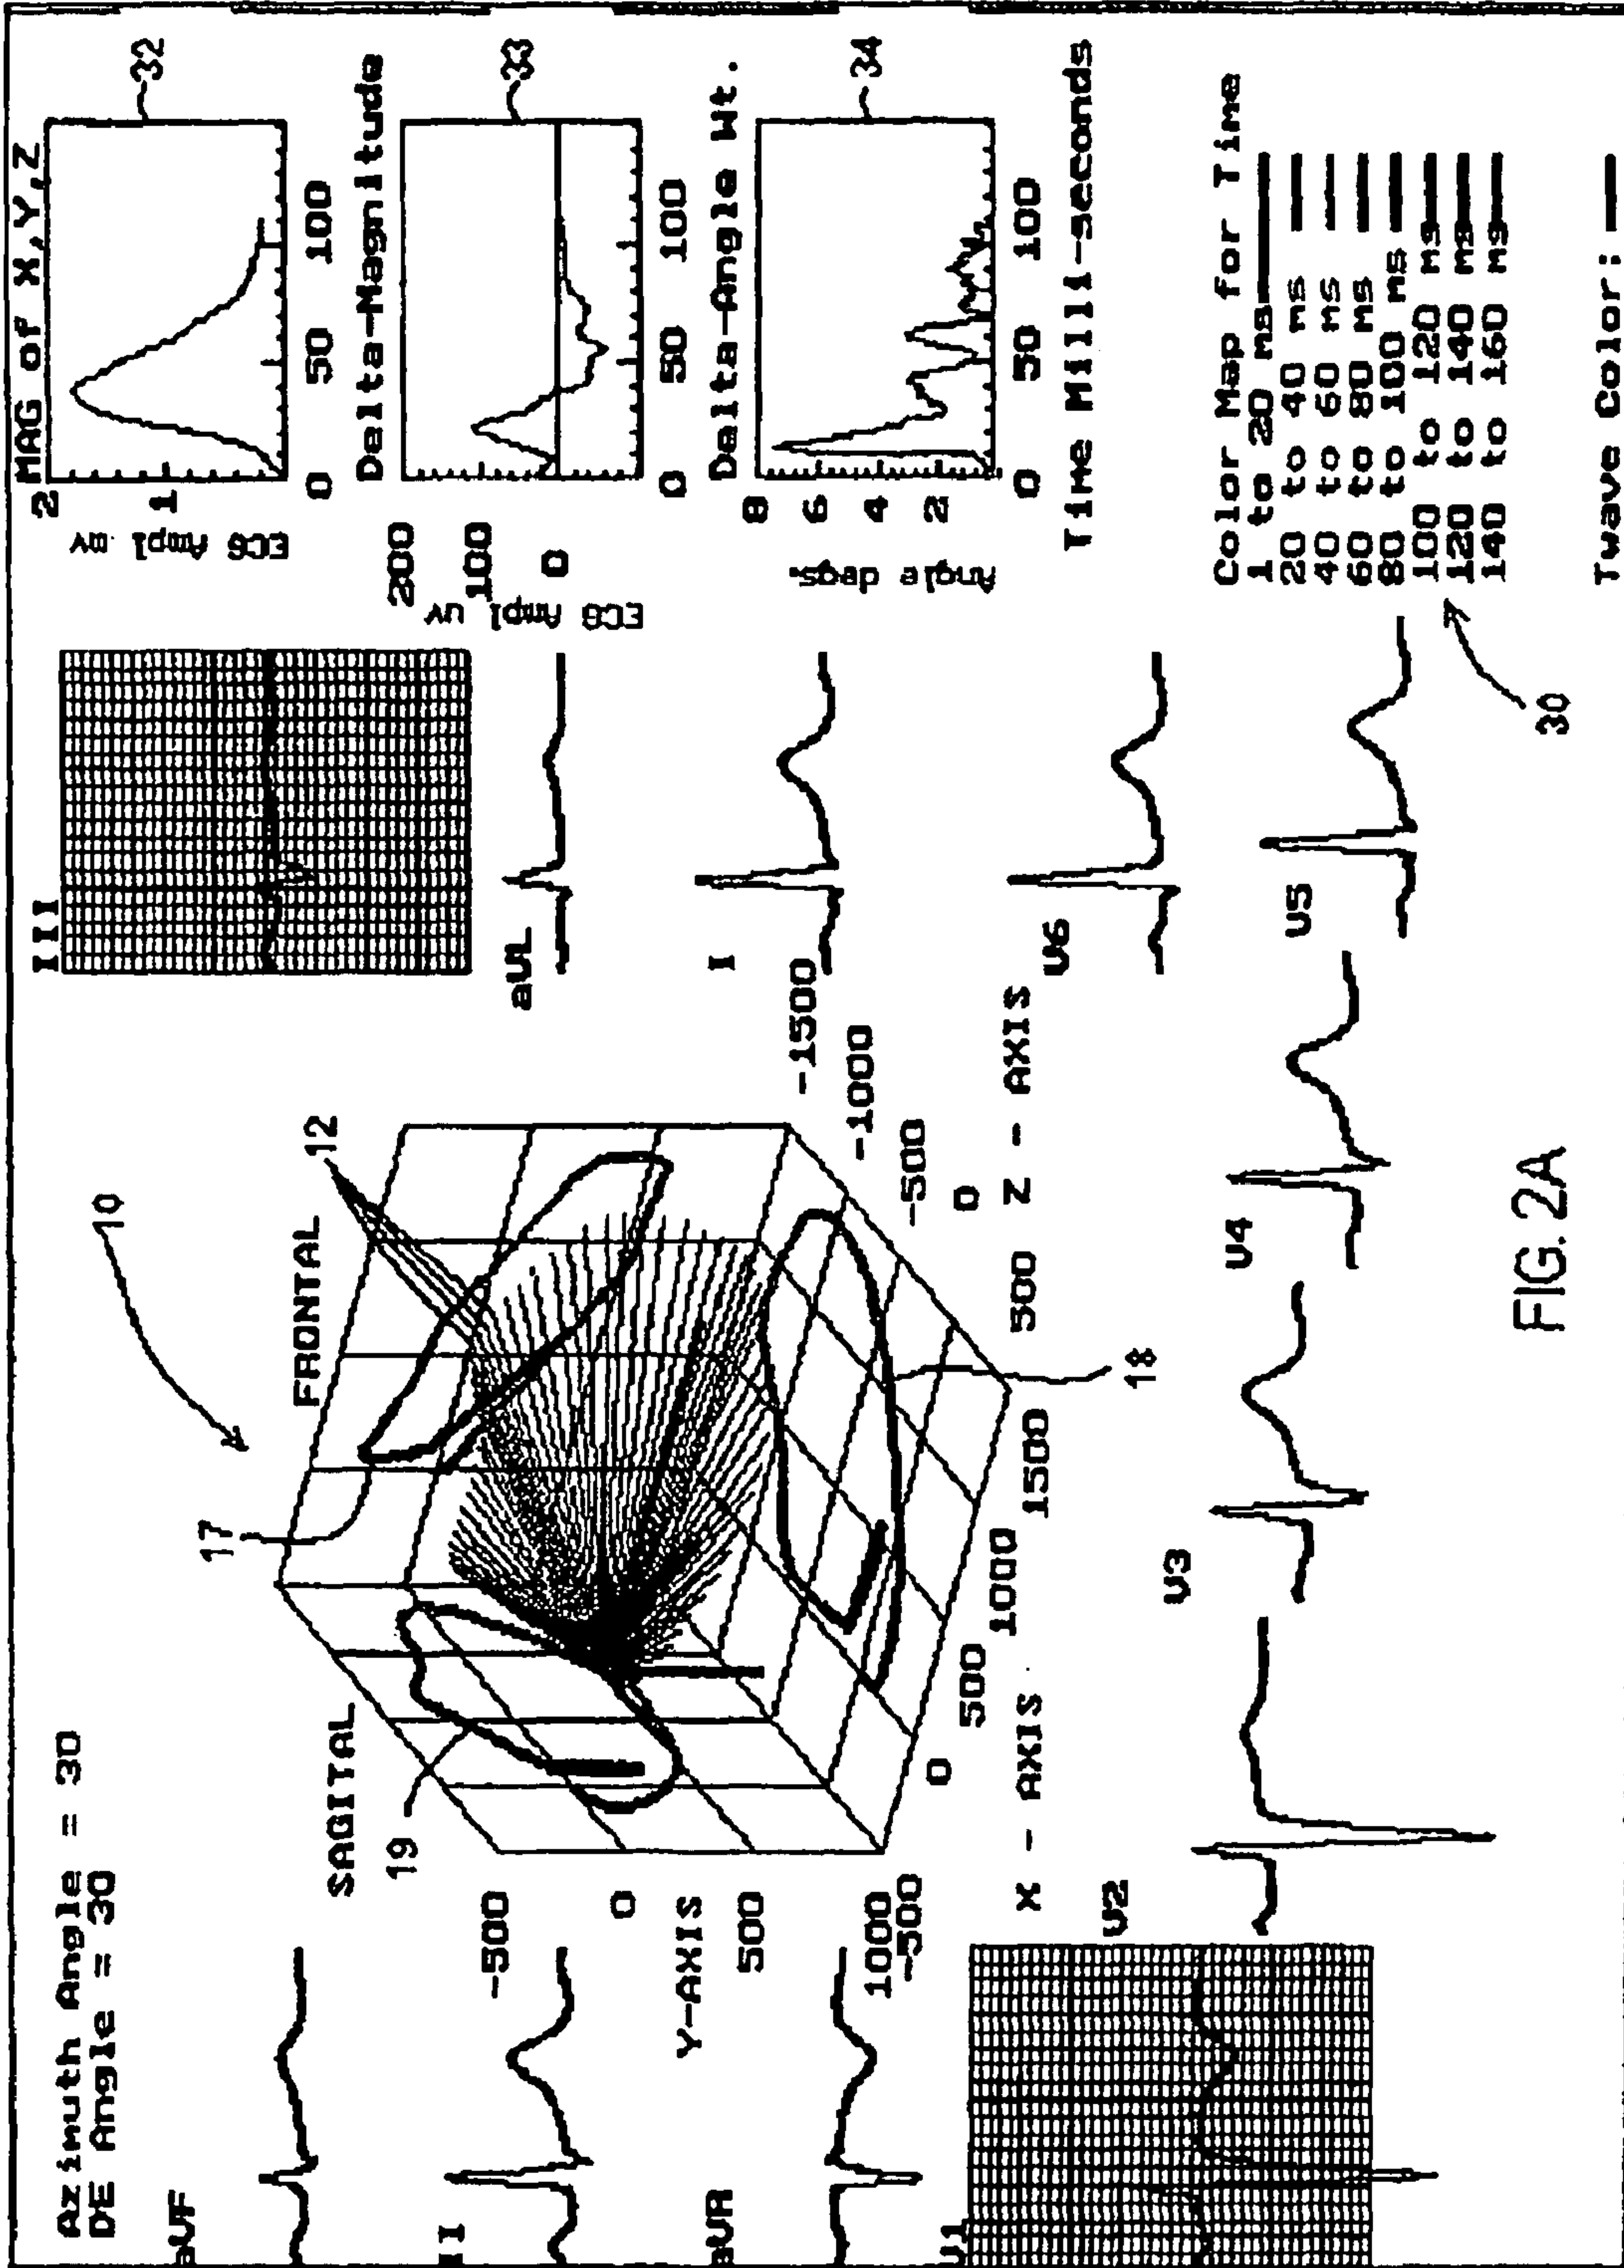 Azimuth Angle = 30
DE Angle = 30
aVF
II
aVR
V1
SAGITAL
19
17
10
FRONTAL
12
-500
0
Y-AXIS
500
1000
-500
0
500
1000
1500
X - AXIS
18
500
0
-500
-1000
-1500
Z - AXIS
III
aVL
I
V6
V5
V4
V3
V2
MAG of X,Y,Z
2
1
ECG Ampl mv
0 50 100
32
Delta-Magnitude
200
100
0
ECG Ampl uv
0 50 100
33
Delta-Angle Wt.
8
6
4
2
Angle degs.
0 50 100
34
Time Milli-seconds
Color Map for Time
1 to 20 ms
20 to 40 ms
40 to 60 ms
60 to 80 ms
80 to 100 ms
100 to 120 ms
120 to 140 ms
140 to 160 ms
30
Twave Color:
FIG. 2A